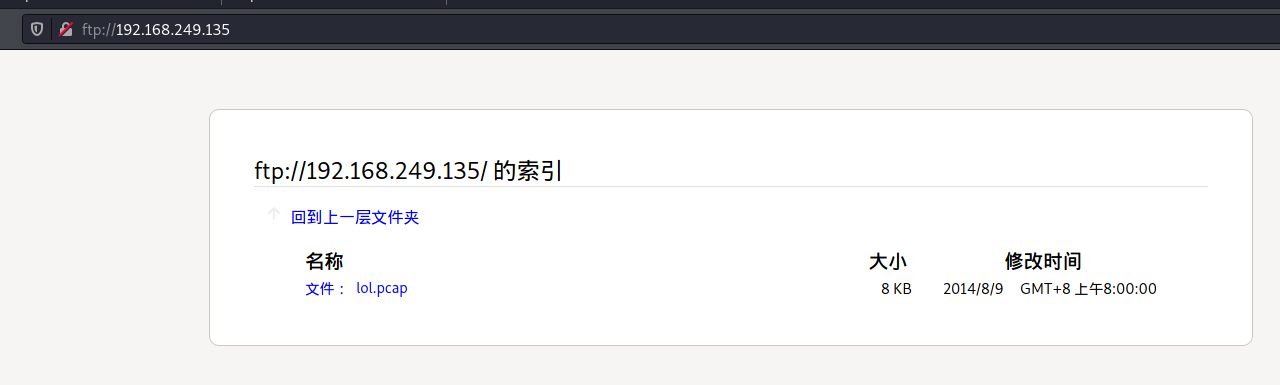 ftp://192.168.249.135
ftp://192.168.249.135/ 的索引
回到上一层文件夹
名称 大小 修改时间
文件： lol.pcap 8 KB 2014/8/9 GMT+8 上午8:00:00